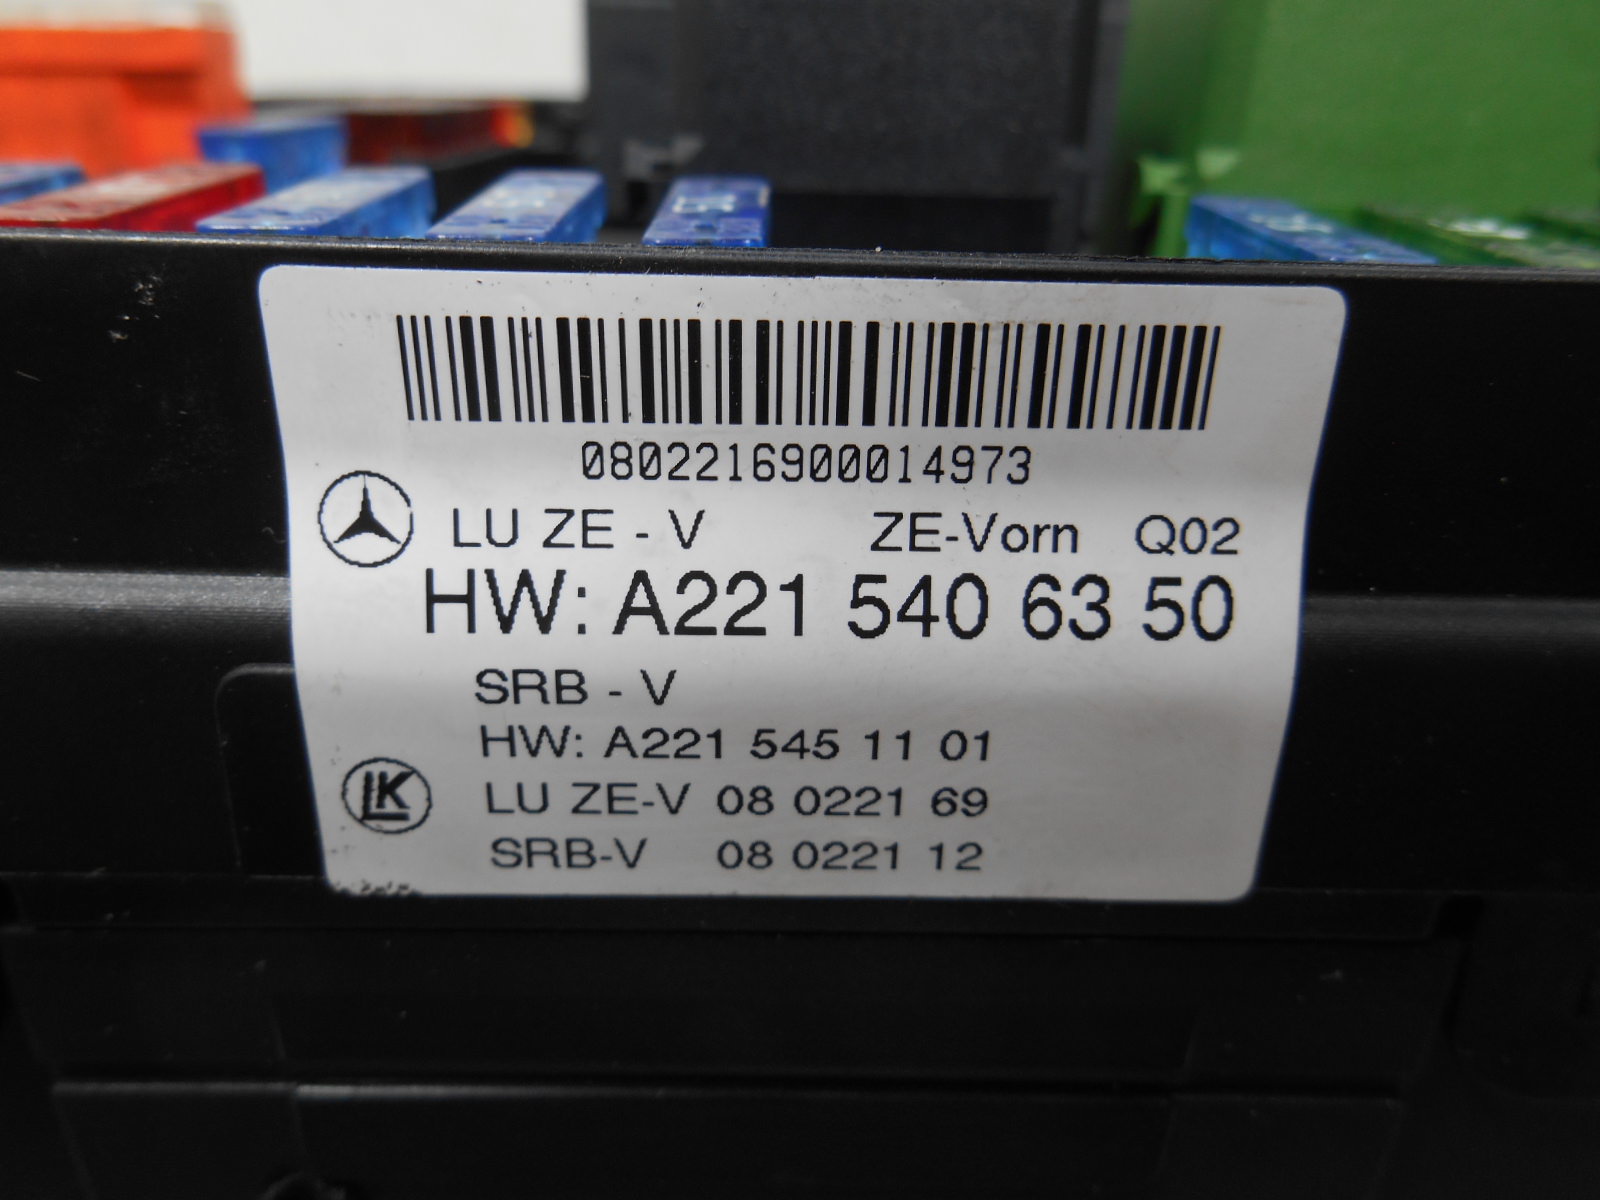 0802216900014973
LU ZE - V ZE-Vorn Q02
HW: A221 540 63 50
SRB - V
HW: A221 545 11 01
LK
LU ZE-V 08 0221 69
SRB-V 08 0221 12